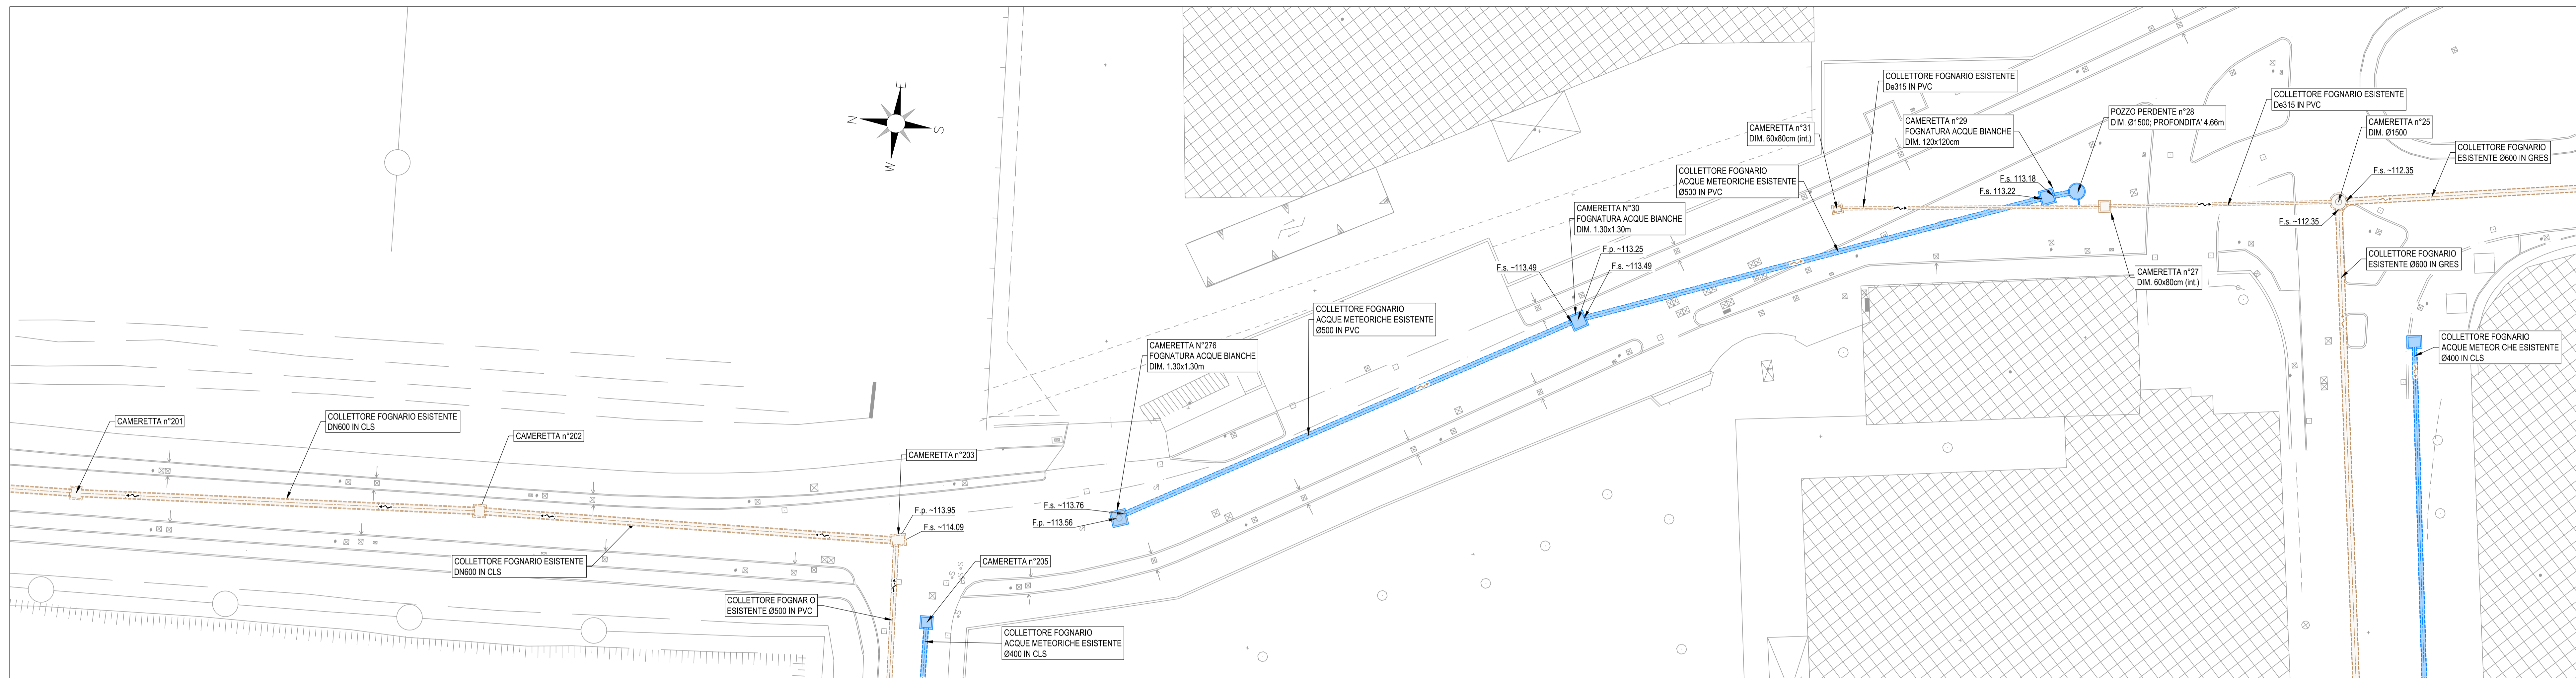 COLLETTORE FOGNARIO ESISTENTE
De315 IN PVC
COLLETTORE FOGNARIO ESISTENTE
De315 IN PVC
POZZO PERDENTE n°28
DIM. Ø1500; PROFONDITA' 4.66m
CAMERETTA n°25
DIM. Ø1500
CAMERETTA n°29
FOGNATURA ACQUE BIANCHE
DIM. 120x120cm
CAMERETTA n°31
DIM. 60x80cm (int.)
COLLETTORE FOGNARIO
ESISTENTE Ø600 IN GRES
F.s. ~112.35
COLLETTORE FOGNARIO
ACQUE METEORICHE ESISTENTE
Ø500 IN PVC
F.s. 113.18
F.s. 113.22
E
N
S
W
CAMERETTA N°30
FOGNATURA ACQUE BIANCHE
DIM. 1.30x1.30m
F.s. ~112.35
F.p. ~113.25
F.s. ~113.49
F.s. ~113.49
COLLETTORE FOGNARIO
ESISTENTE Ø600 IN GRES
CAMERETTA n°27
DIM. 60x80cm (int.)
COLLETTORE FOGNARIO
ACQUE METEORICHE ESISTENTE
Ø500 IN PVC
COLLETTORE FOGNARIO
ACQUE METEORICHE ESISTENTE
Ø400 IN CLS
CAMERETTA N°276
FOGNATURA ACQUE BIANCHE
DIM. 1.30x1.30m
CAMERETTA n°201
COLLETTORE FOGNARIO ESISTENTE
DN600 IN CLS
CAMERETTA n°202
CAMERETTA n°203
F.s. ~113.76
F.p. ~113.56
F.p. ~113.95
F.s. ~114.09
COLLETTORE FOGNARIO ESISTENTE
DN600 IN CLS
CAMERETTA n°205
COLLETTORE FOGNARIO
ESISTENTE Ø500 IN PVC
COLLETTORE FOGNARIO
ACQUE METEORICHE ESISTENTE
Ø400 IN CLS